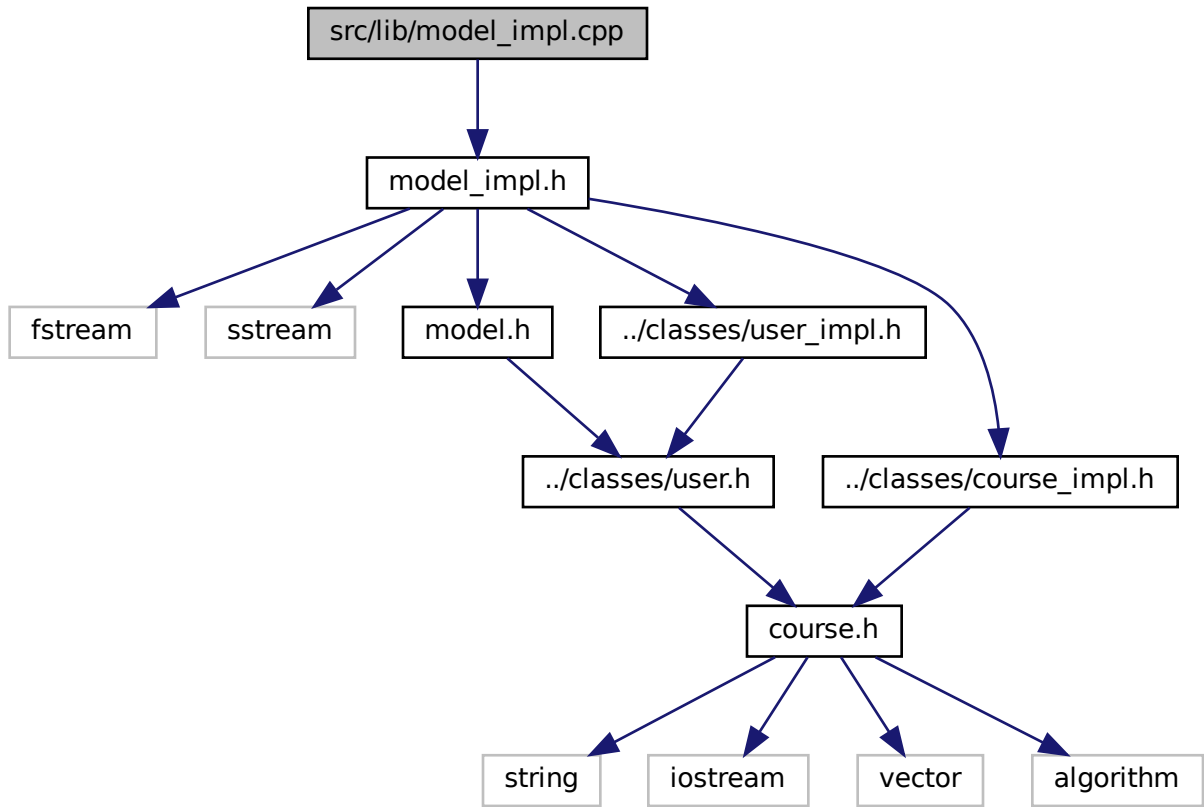 src/lib/model_impl.cpp
model_impl.h
fstream
sstream
model.h
../classes/user_impl.h
../classes/user.h
../classes/course_impl.h
course.h
string
iostream
vector
algorithm